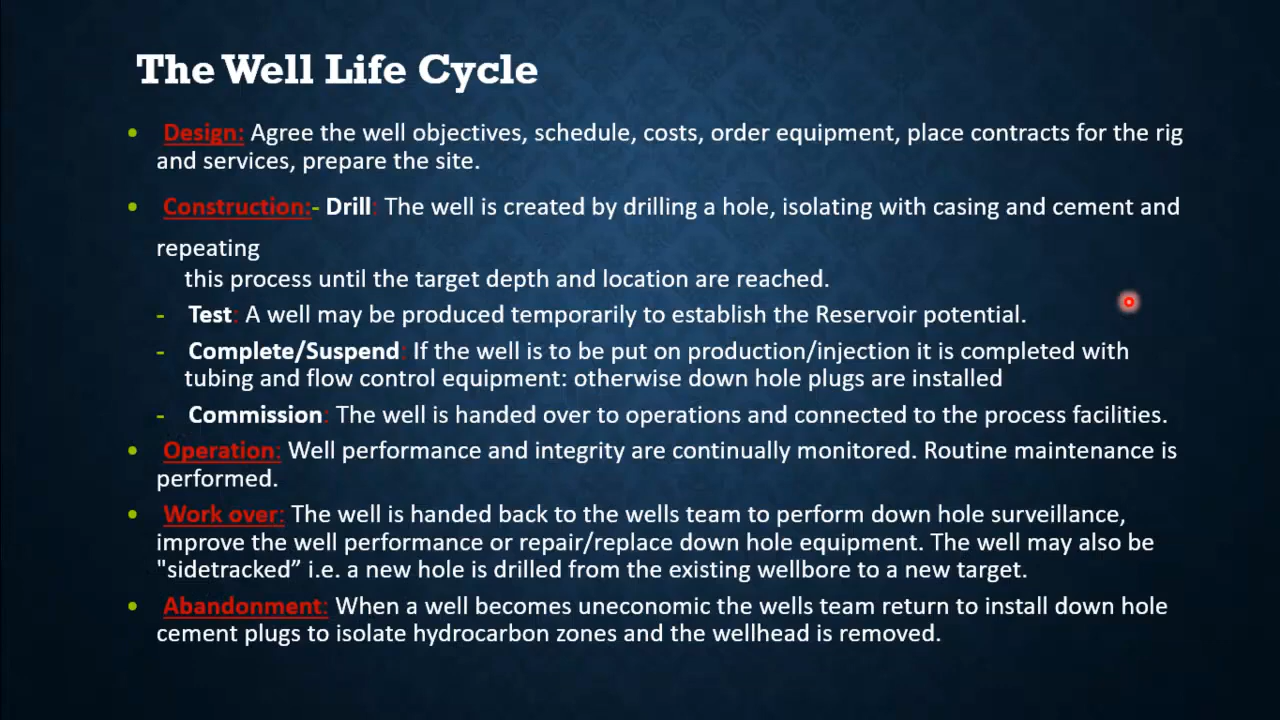 The Well Life Cycle
• Design: Agree the well objectives, schedule, costs, order equipment, place contracts for the rig
and services, prepare the site.
• Construction:- Drill: The well is created by drilling a hole, isolating with casing and cement and
repeating
this process until the target depth and location are reached.
- Test: A well may be produced temporarily to establish the Reservoir potential.
- Complete/Suspend: If the well is to be put on production/injection it is completed with
tubing and flow control equipment: otherwise down hole plugs are installed
- Commission: The well is handed over to operations and connected to the process facilities.
• Operation: Well performance and integrity are continually monitored. Routine maintenance is
performed.
• Work over: The well is handed back to the wells team to perform down hole surveillance,
improve the well performance or repair/replace down hole equipment. The well may also be
"sidetracked” i.e. a new hole is drilled from the existing wellbore to a new target.
• Abandonment: When a well becomes uneconomic the wells team return to install down hole
cement plugs to isolate hydrocarbon zones and the wellhead is removed.